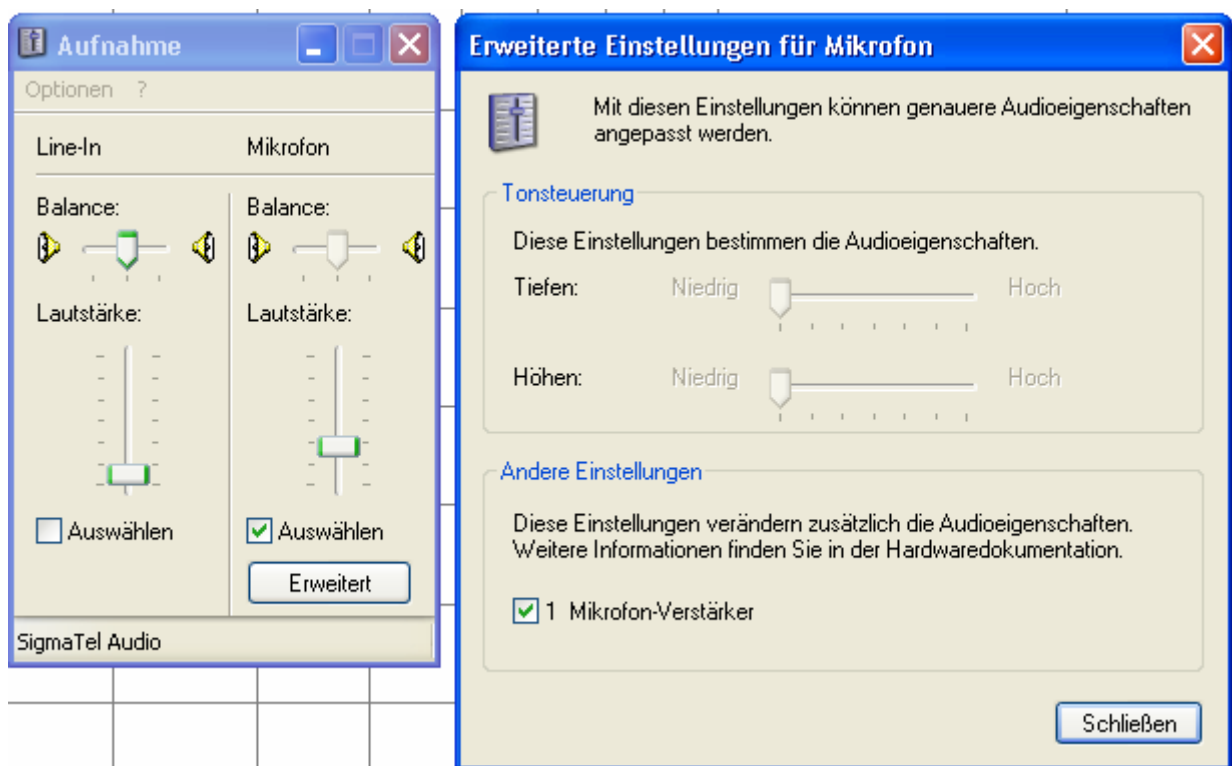 Aufnahme
Optionen ?
Line-In
Mikrofon
Balance:
Balance:
Lautstärke:
Lautstärke:
Auswählen
Auswählen
Erweitert
SigmaTel Audio
Erweiterte Einstellungen für Mikrofon
Mit diesen Einstellungen können genauere Audioeigenschaften
angepasst werden.
Tonsteuerung
Diese Einstellungen bestimmen die Audioeigenschaften.
Tiefen: Niedrig Hoch
Höhen: Niedrig Hoch
Andere Einstellungen
Diese Einstellungen verändern zusätzlich die Audioeigenschaften.
Weitere Informationen finden Sie in der Hardwaredokumentation.
1 Mikrofon-Verstärker
Schließen